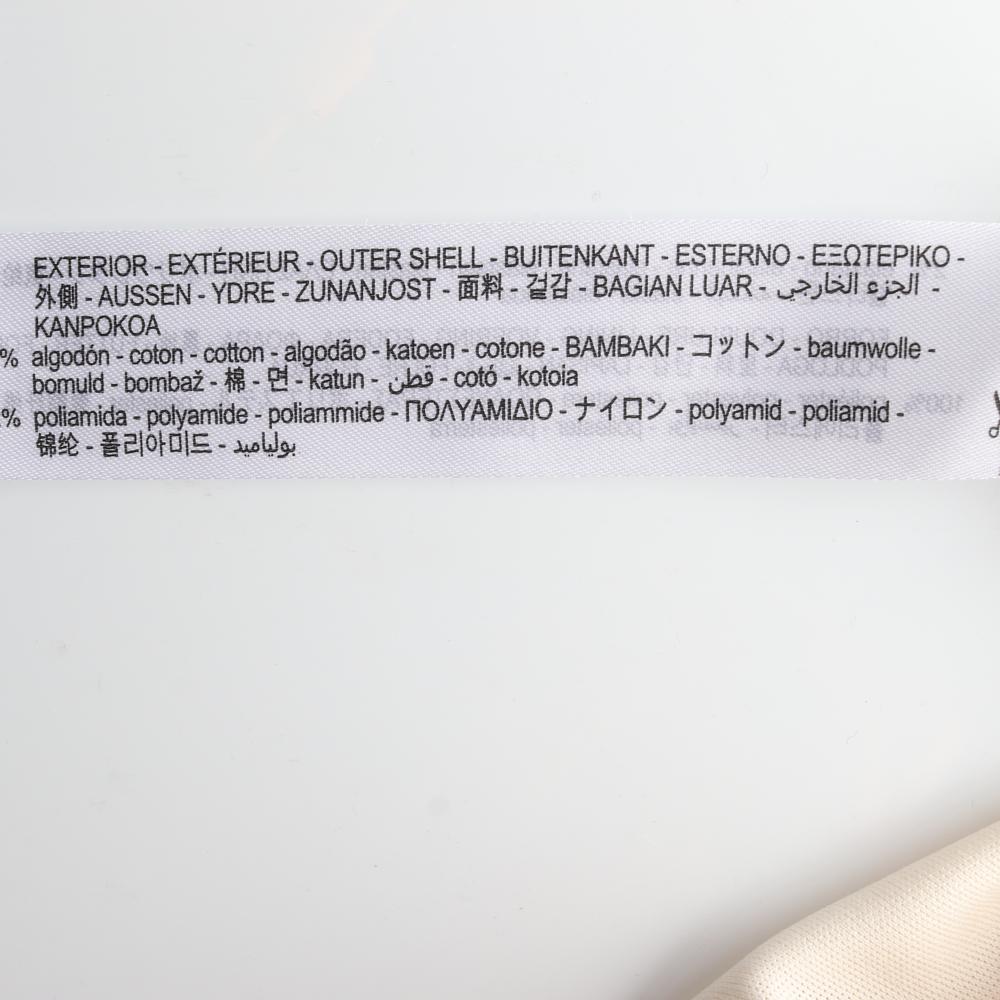 EXTERIOR - EXTÉRIEUR - OUTER SHELL - BUITENKANT - ESTERNO - ΕΞΩΤΕΡΙΚΟ -
外側 - AUSSEN - YDRE - ZUNANJOST - 面料 - 겉감 - BAGIAN LUAR - الجزء الخارجي -
KANPOKOA
% algodón - coton - cotton - algodão - katoen - cotone - BAMBAKI - コットン - baumwolle -
bomuld - bombaž - 棉 - 면 - katun - قطن - cotó - kotoia
% poliamida - polyamide - poliammide - ΠΟΛΥΑΜΙΔΙΟ - ナイロン - polyamid - poliamid -
锦纶 - 폴리아미드 - بولياميد